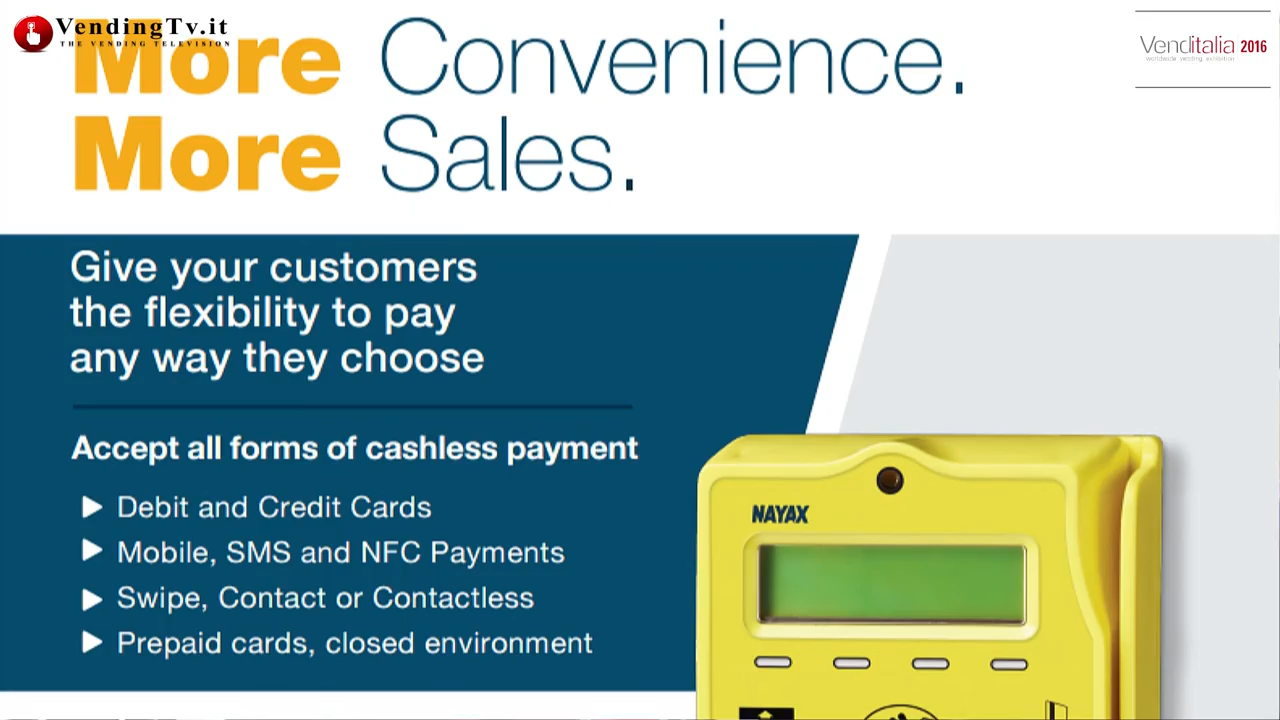 VendingTv.it
THE VENDING TELEVISION
Venditalia 2016
worldwide vending exhibition
More Convenience.
More Sales.
Give your customers
the flexibility to pay
any way they choose
Accept all forms of cashless payment
Debit and Credit Cards
Mobile, SMS and NFC Payments
Swipe, Contact or Contactless
Prepaid cards, closed environment
NAYAX